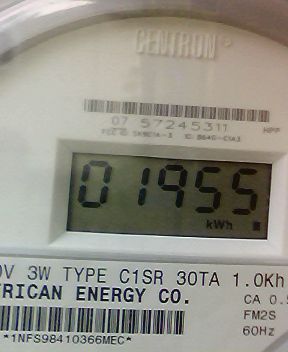 CENTRON®
07 57245311 HPP
01955
kWh
0V 3W TYPE C1SR 30TA 1.0Kh
RICAN ENERGY CO.
CA 0.5
FM2S
60Hz
*1NFS98410366MEC*